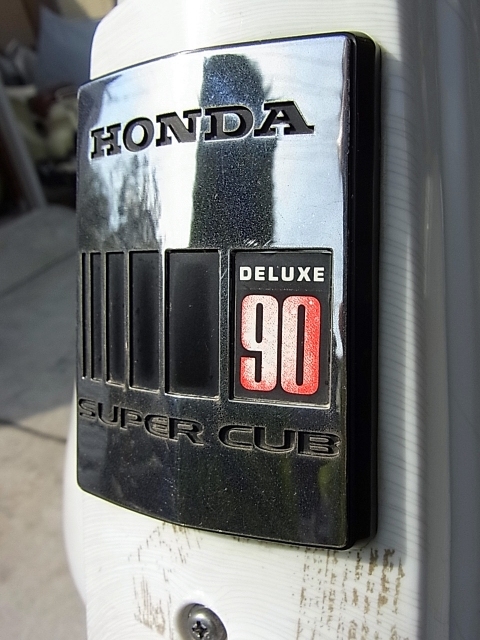 HONDA
DELUXE
90
SUPER CUB